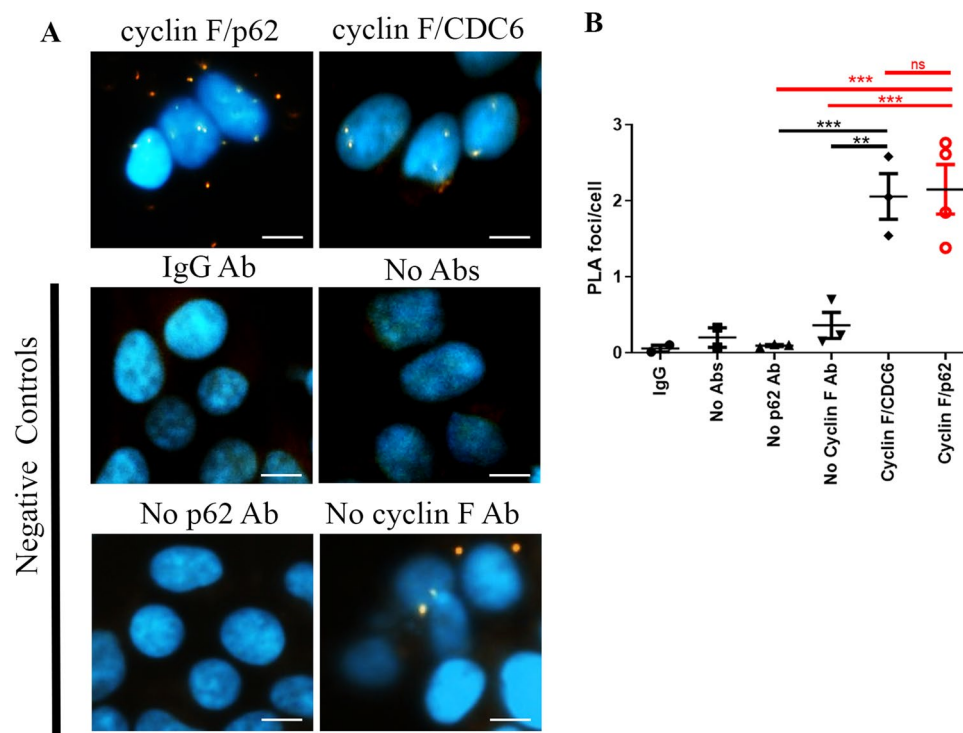 A
cyclin F/p62
cyclin F/CDC6
IgG Ab
No Abs
No p62 Ab
No cyclin F Ab
Negative Controls
B
ns
***
***
***
**
PLA foci/cell
3
2
1
0
IgG
No Abs
No p62 Ab
No Cyclin F Ab
Cyclin F/CDC6
Cyclin F/p62